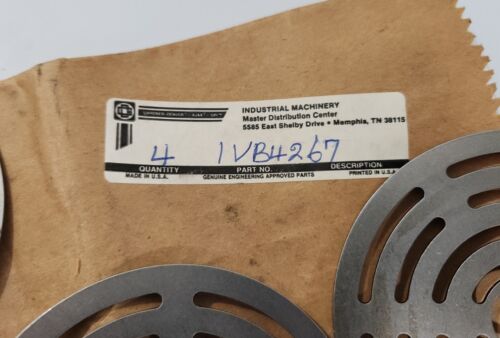 INDUSTRIAL MACHINERY
Master Distribution Center
5585 East Shelby Drive • Memphis, TN 38115
4 1VB4267
QUANTITY PART NO. DESCRIPTION
MADE IN U.S.A. GENUINE ENGINEERING APPROVED PARTS PRINTED IN U.S.A.